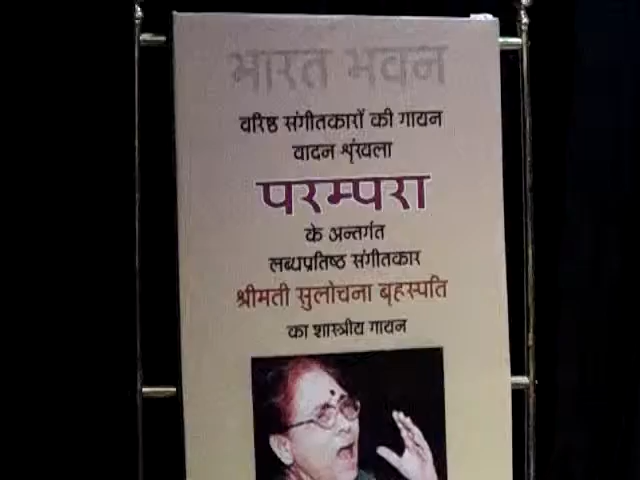 भारत भवन
वरिष्ठ संगीतकारों की गायन
वादन शृंखला
परम्परा
के अन्तर्गत
लब्धप्रतिष्ठ संगीतकार
श्रीमती सुलोचना बृहस्पति
का शास्त्रीय गायन